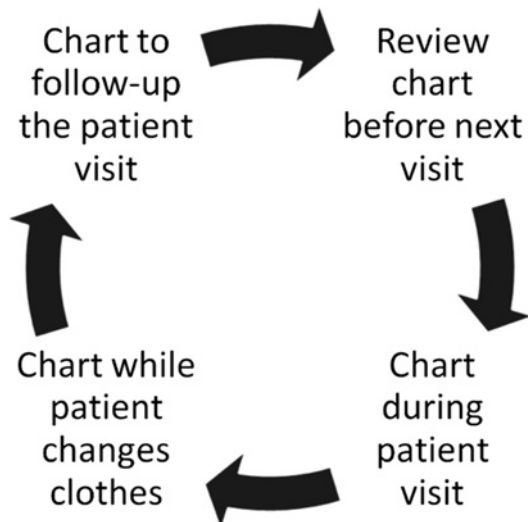 Chart to
follow-up
the patient
visit
Review
chart
before next
visit
Chart
during
patient
visit
Chart while
patient
changes
clothes